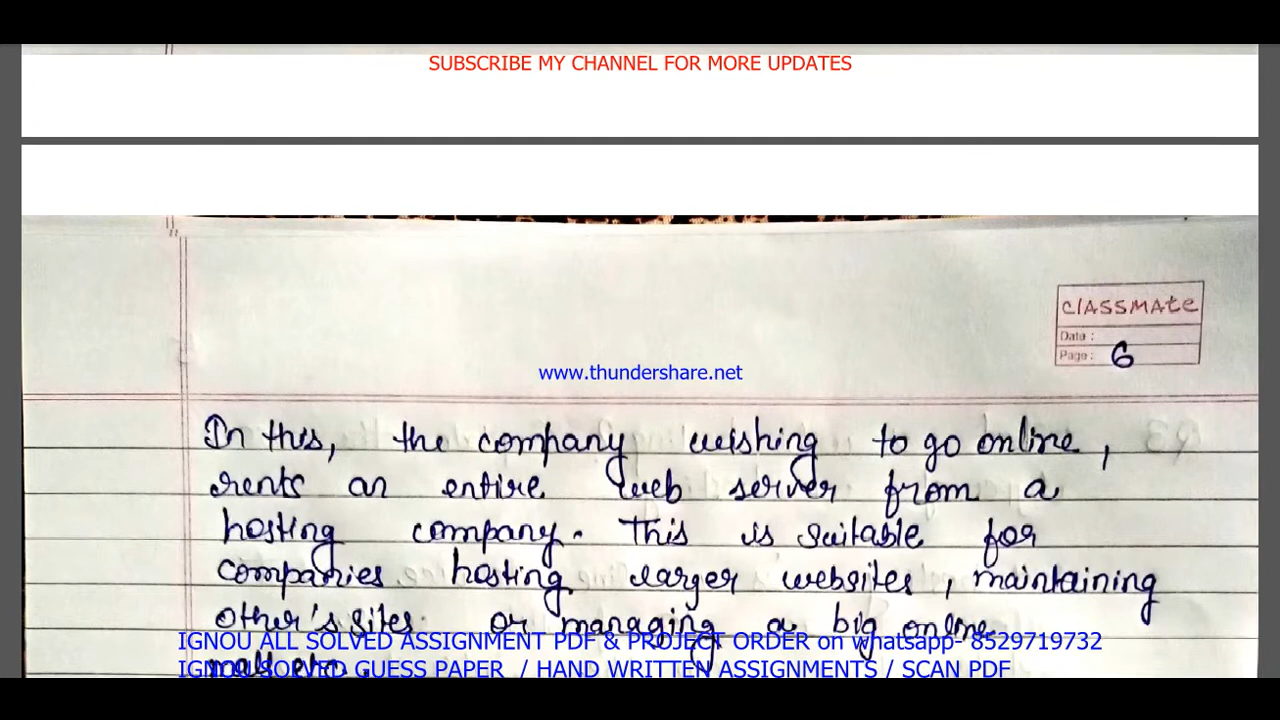 SUBSCRIBE MY CHANNEL FOR MORE UPDATES
CLASSMATE
Date :
Page : 6
www.thundershare.net
In this, the company wishing to go online,
rents an entire web server from a
hosting company. This is suitable for
companies hosting larger websites, maintaining
other's sites or managing a big online
IGNOU ALL SOLVED ASSIGNMENT PDF & PROJECT ORDER on whatsapp- 8529719732
mall etc.
IGNOU SOLVED GUESS PAPER / HAND WRITTEN ASSIGNMENTS / SCAN PDF